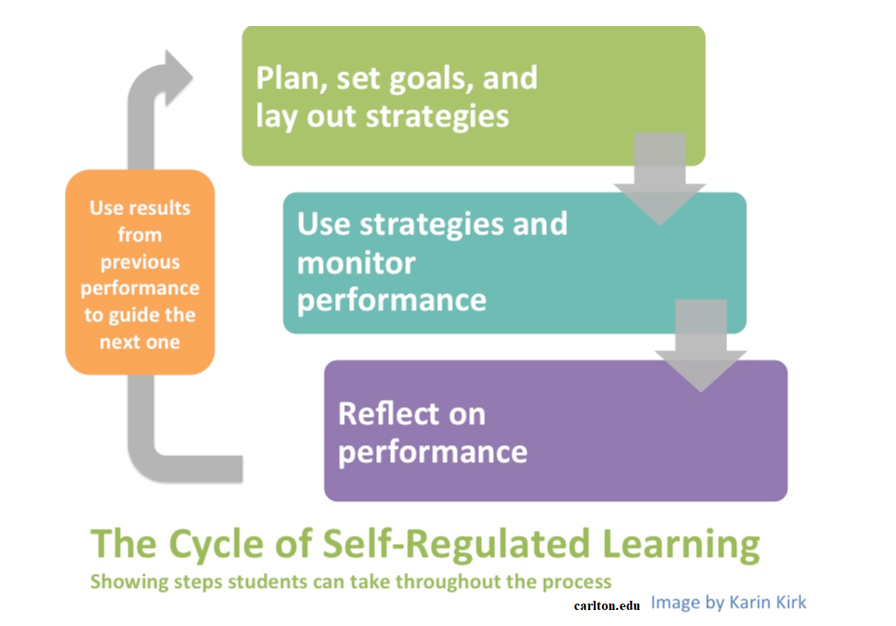 Plan, set goals, and
lay out strategies
Use strategies and
monitor
performance
Reflect on
performance
Use results
from
previous
performance
to guide the
next one
The Cycle of Self-Regulated Learning
Showing steps students can take throughout the process
carlton.edu Image by Karin Kirk